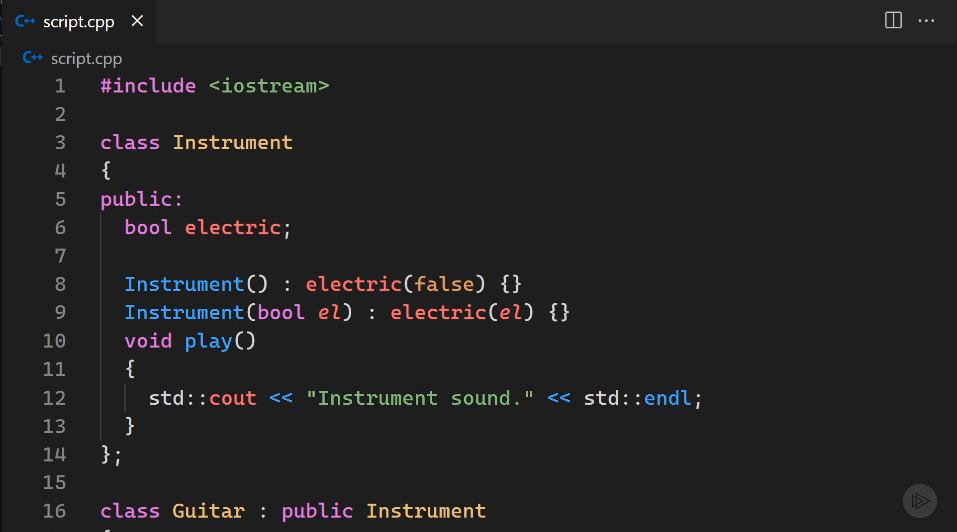 script.cpp
script.cpp
1 #include <iostream>
2
3 class Instrument
4 {
5 public:
6   bool electric;
7
8   Instrument() : electric(false) {}
9   Instrument(bool el) : electric(el) {}
10   void play()
11   {
12     std::cout << "Instrument sound." << std::endl;
13   }
14 };
15
16 class Guitar : public Instrument